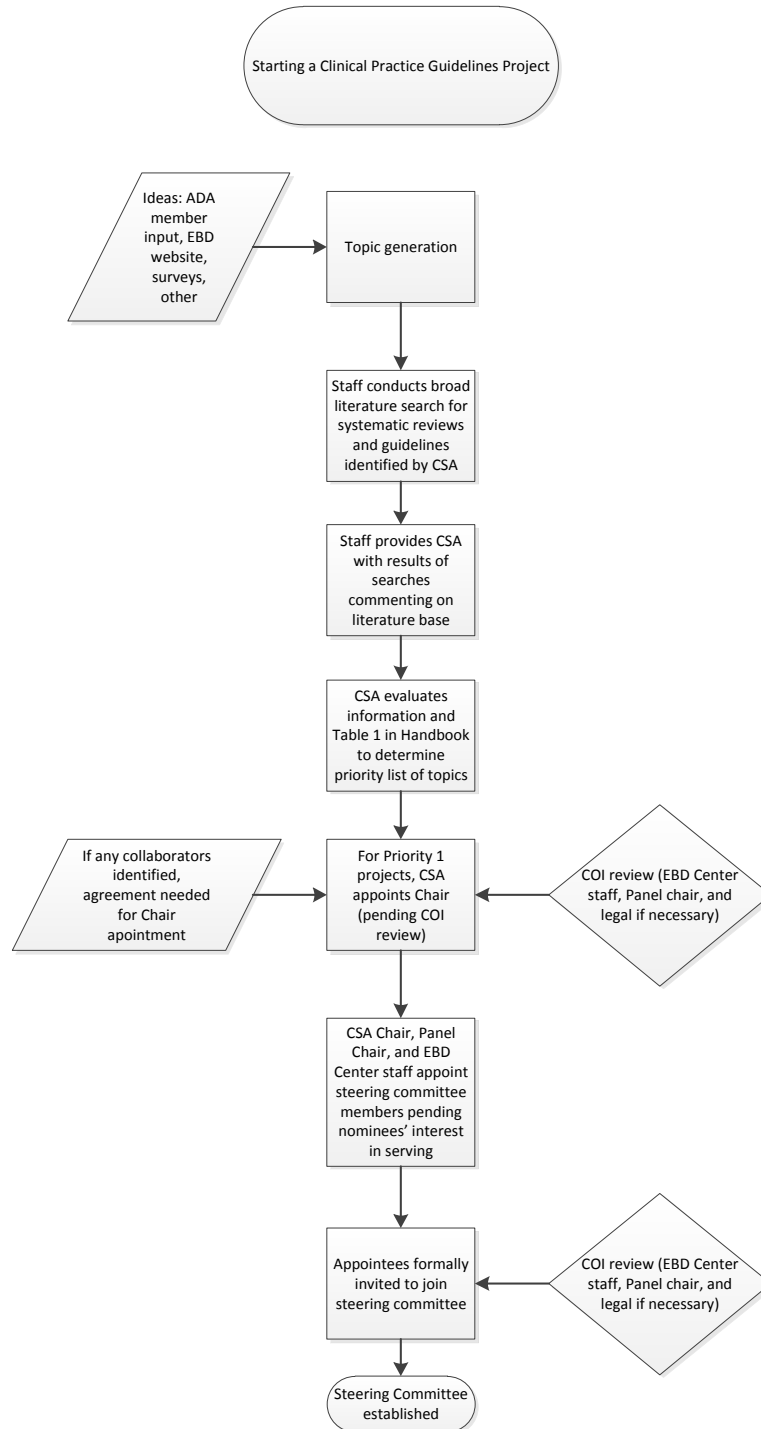 Starting a Clinical Practice Guidelines Project
Ideas: ADA
member
input, EBD
website,
surveys,
other
Topic generation
Staff conducts broad
literature search for
systematic reviews
and guidelines
identified by CSA
Staff provides CSA
with results of
searches
commenting on
literature base
CSA evaluates
information and
Table 1 in Handbook
to determine
priority list of topics
If any collaborators
identified,
agreement needed
for Chair
apointment
For Priority 1
projects, CSA
appoints Chair
(pending COI
review)
COI review (EBD Center
staff, Panel chair, and
legal if necessary)
CSA Chair, Panel
Chair, and EBD
Center staff appoint
steering committee
members pending
nominees’ interest
in serving
Appointees formally
invited to join
steering committee
COI review (EBD Center
staff, Panel chair, and
legal if necessary)
Steering Committee
established